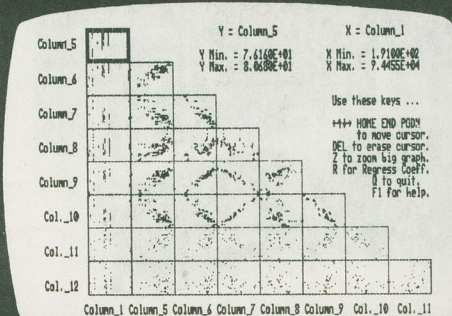 Y = Column_5 X = Column_1
Y Min. = 7.6160E+01 X Min. = 1.9100E+02
Y Max. = 8.0680E+01 X Max. = 9.4455E+04
Use these keys ...
←↑↓→ HOME END PGDN
to move cursor.
DEL to erase cursor.
Z to zoom big graph.
R for Regress Coeff.
Q to quit.
F1 for help.
Column_5
Column_6
Column_7
Column_8
Column_9
Col._10
Col._11
Col._12
Column_1 Column_5 Column_6 Column_7 Column_8 Column_9 Col._10 Col._11